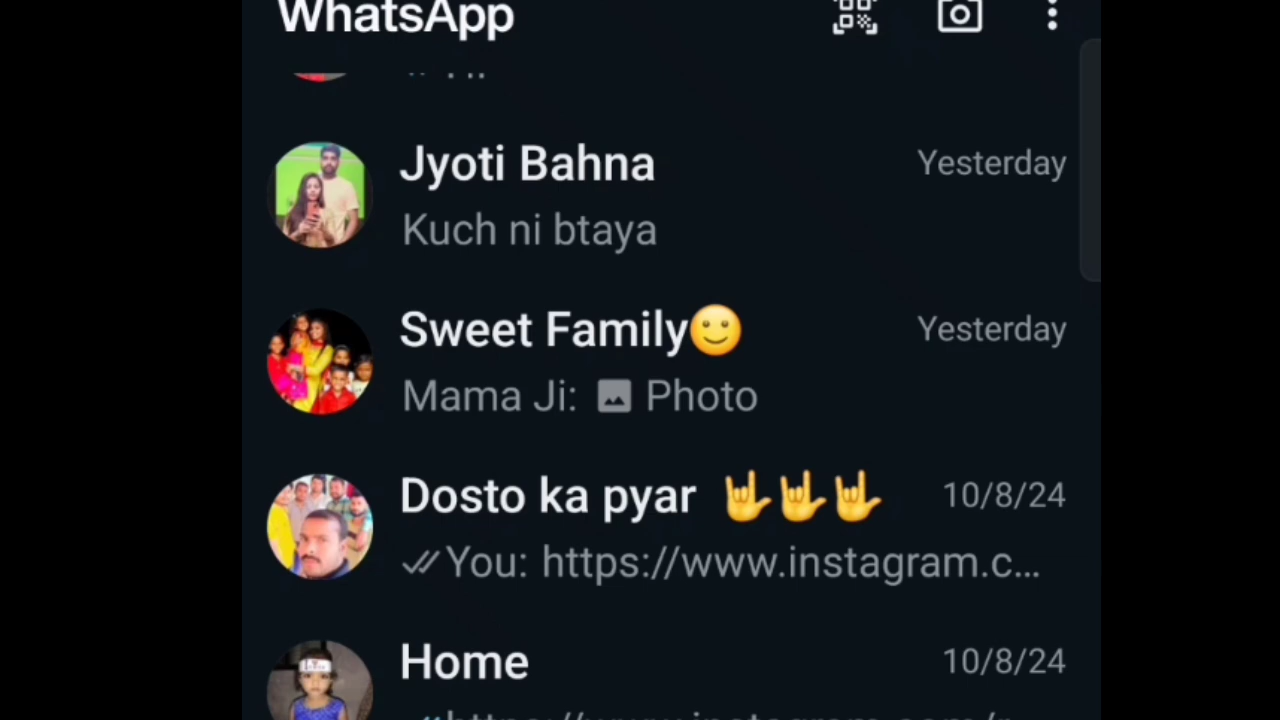 WhatsApp
Jyoti Bahna
Yesterday
Kuch ni btaya
Sweet Family🙂
Yesterday
Mama Ji: Photo
Dosto ka pyar 🤟🤟🤟
10/8/24
You: https://www.instagram.c...
Home
10/8/24